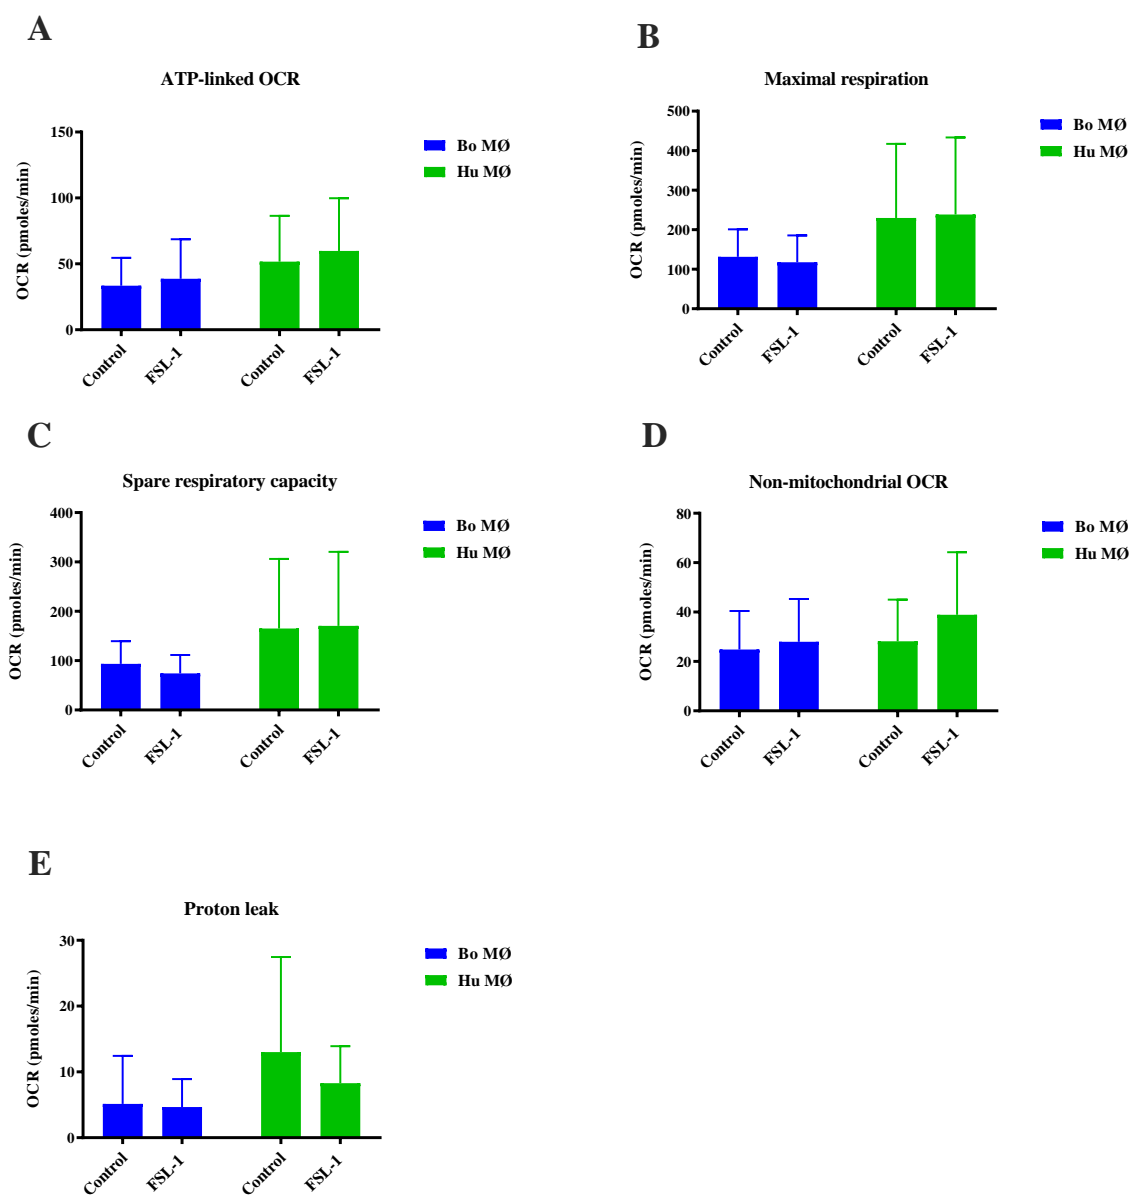 A
ATP-linked OCR
OCR (pmoles/min)
150
100
50
0
Control
FSL-1
Control
FSL-1
Bo MØ
Hu MØ
B
Maximal respiration
OCR (pmoles/min)
500
400
300
200
100
0
Control
FSL-1
Control
FSL-1
Bo MØ
Hu MØ
C
Spare respiratory capacity
OCR (pmoles/min)
400
300
200
100
0
Control
FSL-1
Control
FSL-1
Bo MØ
Hu MØ
D
Non-mitochondrial OCR
OCR (pmoles/min)
80
60
40
20
0
Control
FSL-1
Control
FSL-1
Bo MØ
Hu MØ
E
Proton leak
OCR (pmoles/min)
30
20
10
0
Control
FSL-1
Control
FSL-1
Bo MØ
Hu MØ